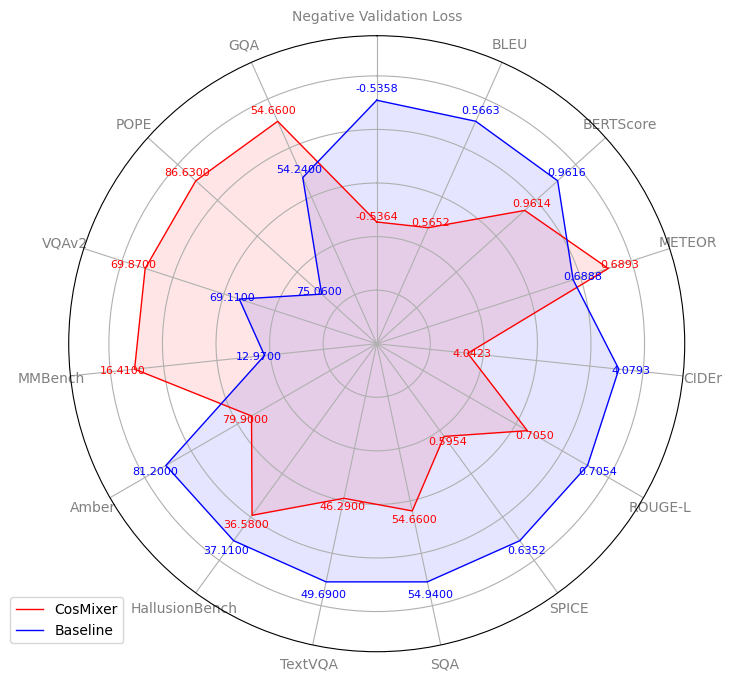 Negative Validation Loss
GQA
BLEU
-0.5358
54.6600
0.5663
POPE
BERTScore
86.6300
54.2400
0.9616
0.9614
-0.5364
0.5652
VQAv2
METEOR
69.8700
0.6893
0.6888
69.1100
75.0600
12.9700
4.0423
MMBench
16.4100
4.0793
CIDEr
79.9000
0.5954
0.7050
81.2000
0.7054
Amber
46.2900
54.6600
ROUGE-L
36.5800
37.1100
0.6352
49.6900
54.9400
HallusionBench
SPICE
CosMixer
Baseline
TextVQA
SQA